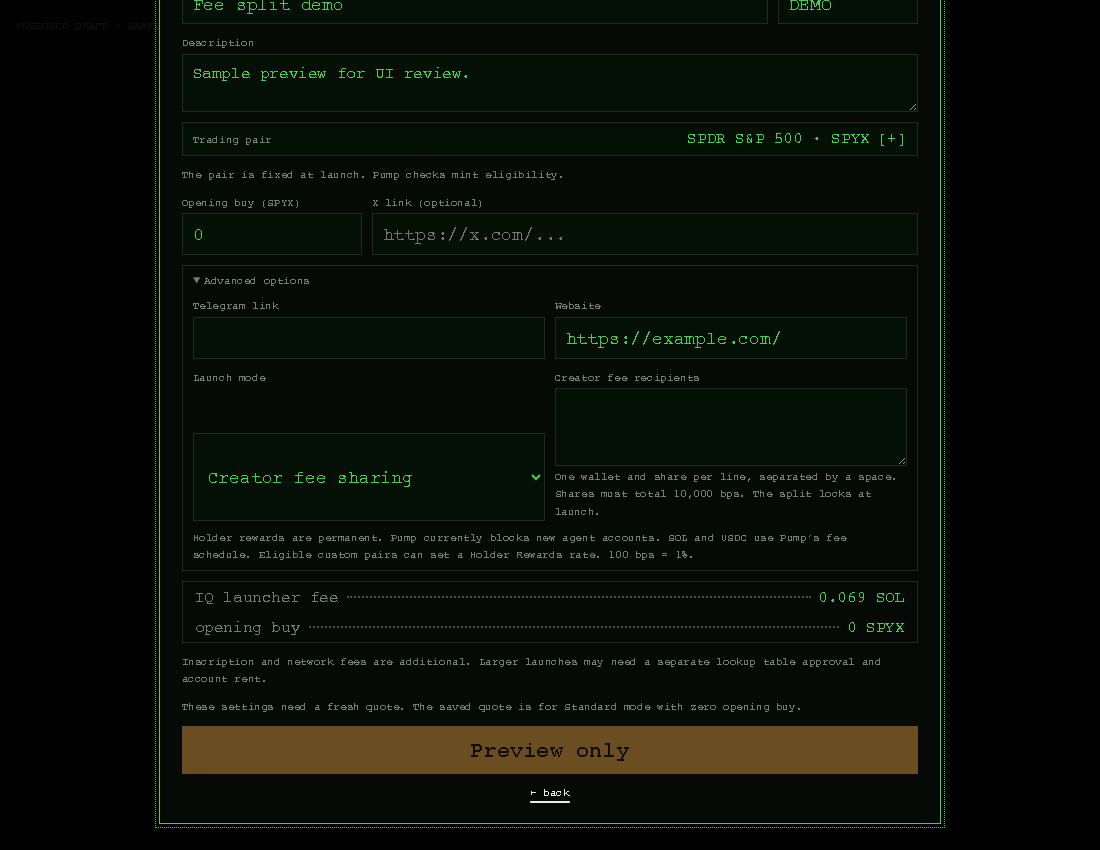 UNSIGNED DRAFT · SAME
Fee split demo
DEMO
Description
Sample preview for UI review.
Trading pair
SPDR S&P 500 · SPYX [+]
The pair is fixed at launch. Pump checks mint eligibility.
Opening buy (SPYX)
X link (optional)
0
https://x.com/...
▼ Advanced options
Telegram link
Website
https://example.com/
Launch mode
Creator fee recipients
Creator fee sharing
One wallet and share per line, separated by a space.
Shares must total 10,000 bps. The split locks at
launch.
Holder rewards are permanent. Pump currently blocks new agent accounts. SOL and USDC use Pump's fee
schedule. Eligible custom pairs can set a Holder Rewards rate. 100 bps = 1%.
IQ launcher fee 0.069 SOL
opening buy 0 SPYX
Inscription and network fees are additional. Larger launches may need a separate lookup table approval and
account rent.
These settings need a fresh quote. The saved quote is for Standard mode with zero opening buy.
Preview only
← back